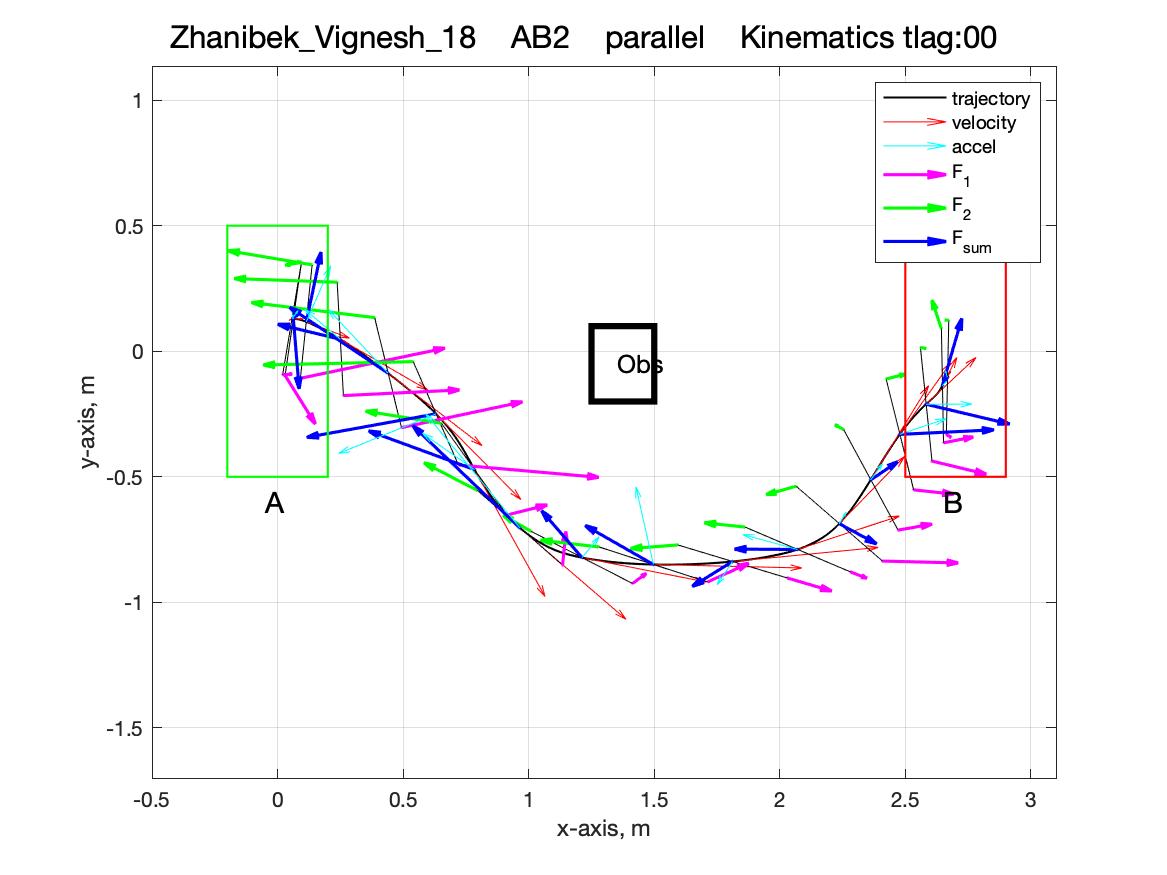 Zhanibek_Vignesh_18 AB2 parallel Kinematics tlag:00
trajectory
velocity
accel
F1
F2
Fsum
1
0.5
0
-0.5
-1
-1.5
y-axis, m
A
Obs
B
-0.5 0 0.5 1 1.5 2 2.5 3
x-axis, m